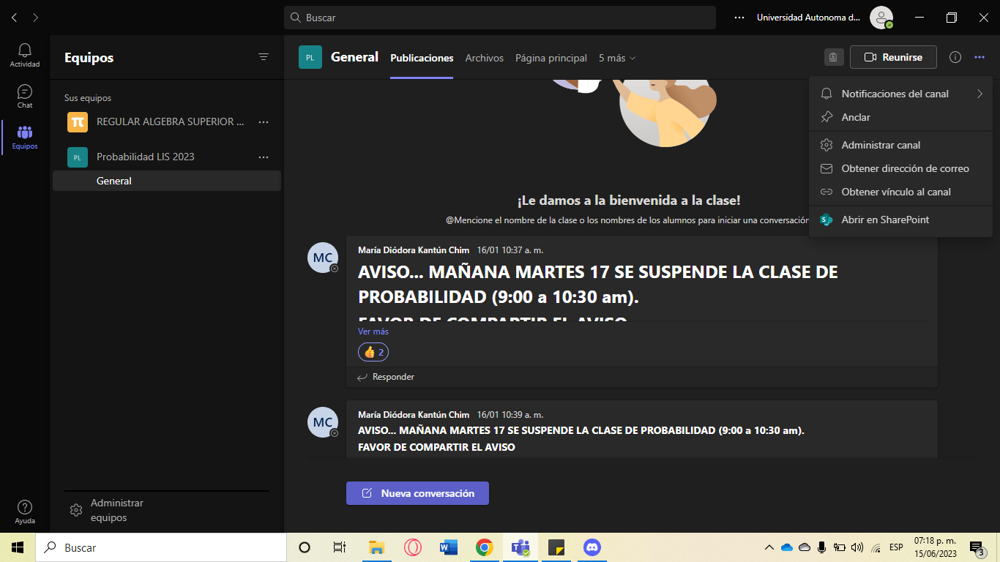 Buscar
Universidad Autonoma d...
Actividad
Chat
Equipos
Ayuda
Equipos
Sus equipos
REGULAR ALGEBRA SUPERIOR ...
PL
Probabilidad LIS 2023
General
Administrar
equipos
PL
General
Publicaciones
Archivos
Página principal
5 más
Reunirse
Notificaciones del canal
Anclar
Administrar canal
Obtener dirección de correo
Obtener vínculo al canal
Abrir en SharePoint
¡Le damos a la bienvenida a la clase!
@Mencione el nombre de la clase o los nombres de los alumnos para iniciar una conversación
MC
María Diódora Kantún Chim 16/01 10:37 a. m.
AVISO... MAÑANA MARTES 17 SE SUSPENDE LA CLASE DE
PROBABILIDAD (9:00 a 10:30 am).
FAVOR DE COMPARTIR EL AVISO
Ver más
2
Responder
MC
María Diódora Kantún Chim 16/01 10:39 a. m.
AVISO... MAÑANA MARTES 17 SE SUSPENDE LA CLASE DE PROBABILIDAD (9:00 a 10:30 am).
FAVOR DE COMPARTIR EL AVISO
Nueva conversación
Buscar
ESP
07:18 p. m.
15/06/2023
3